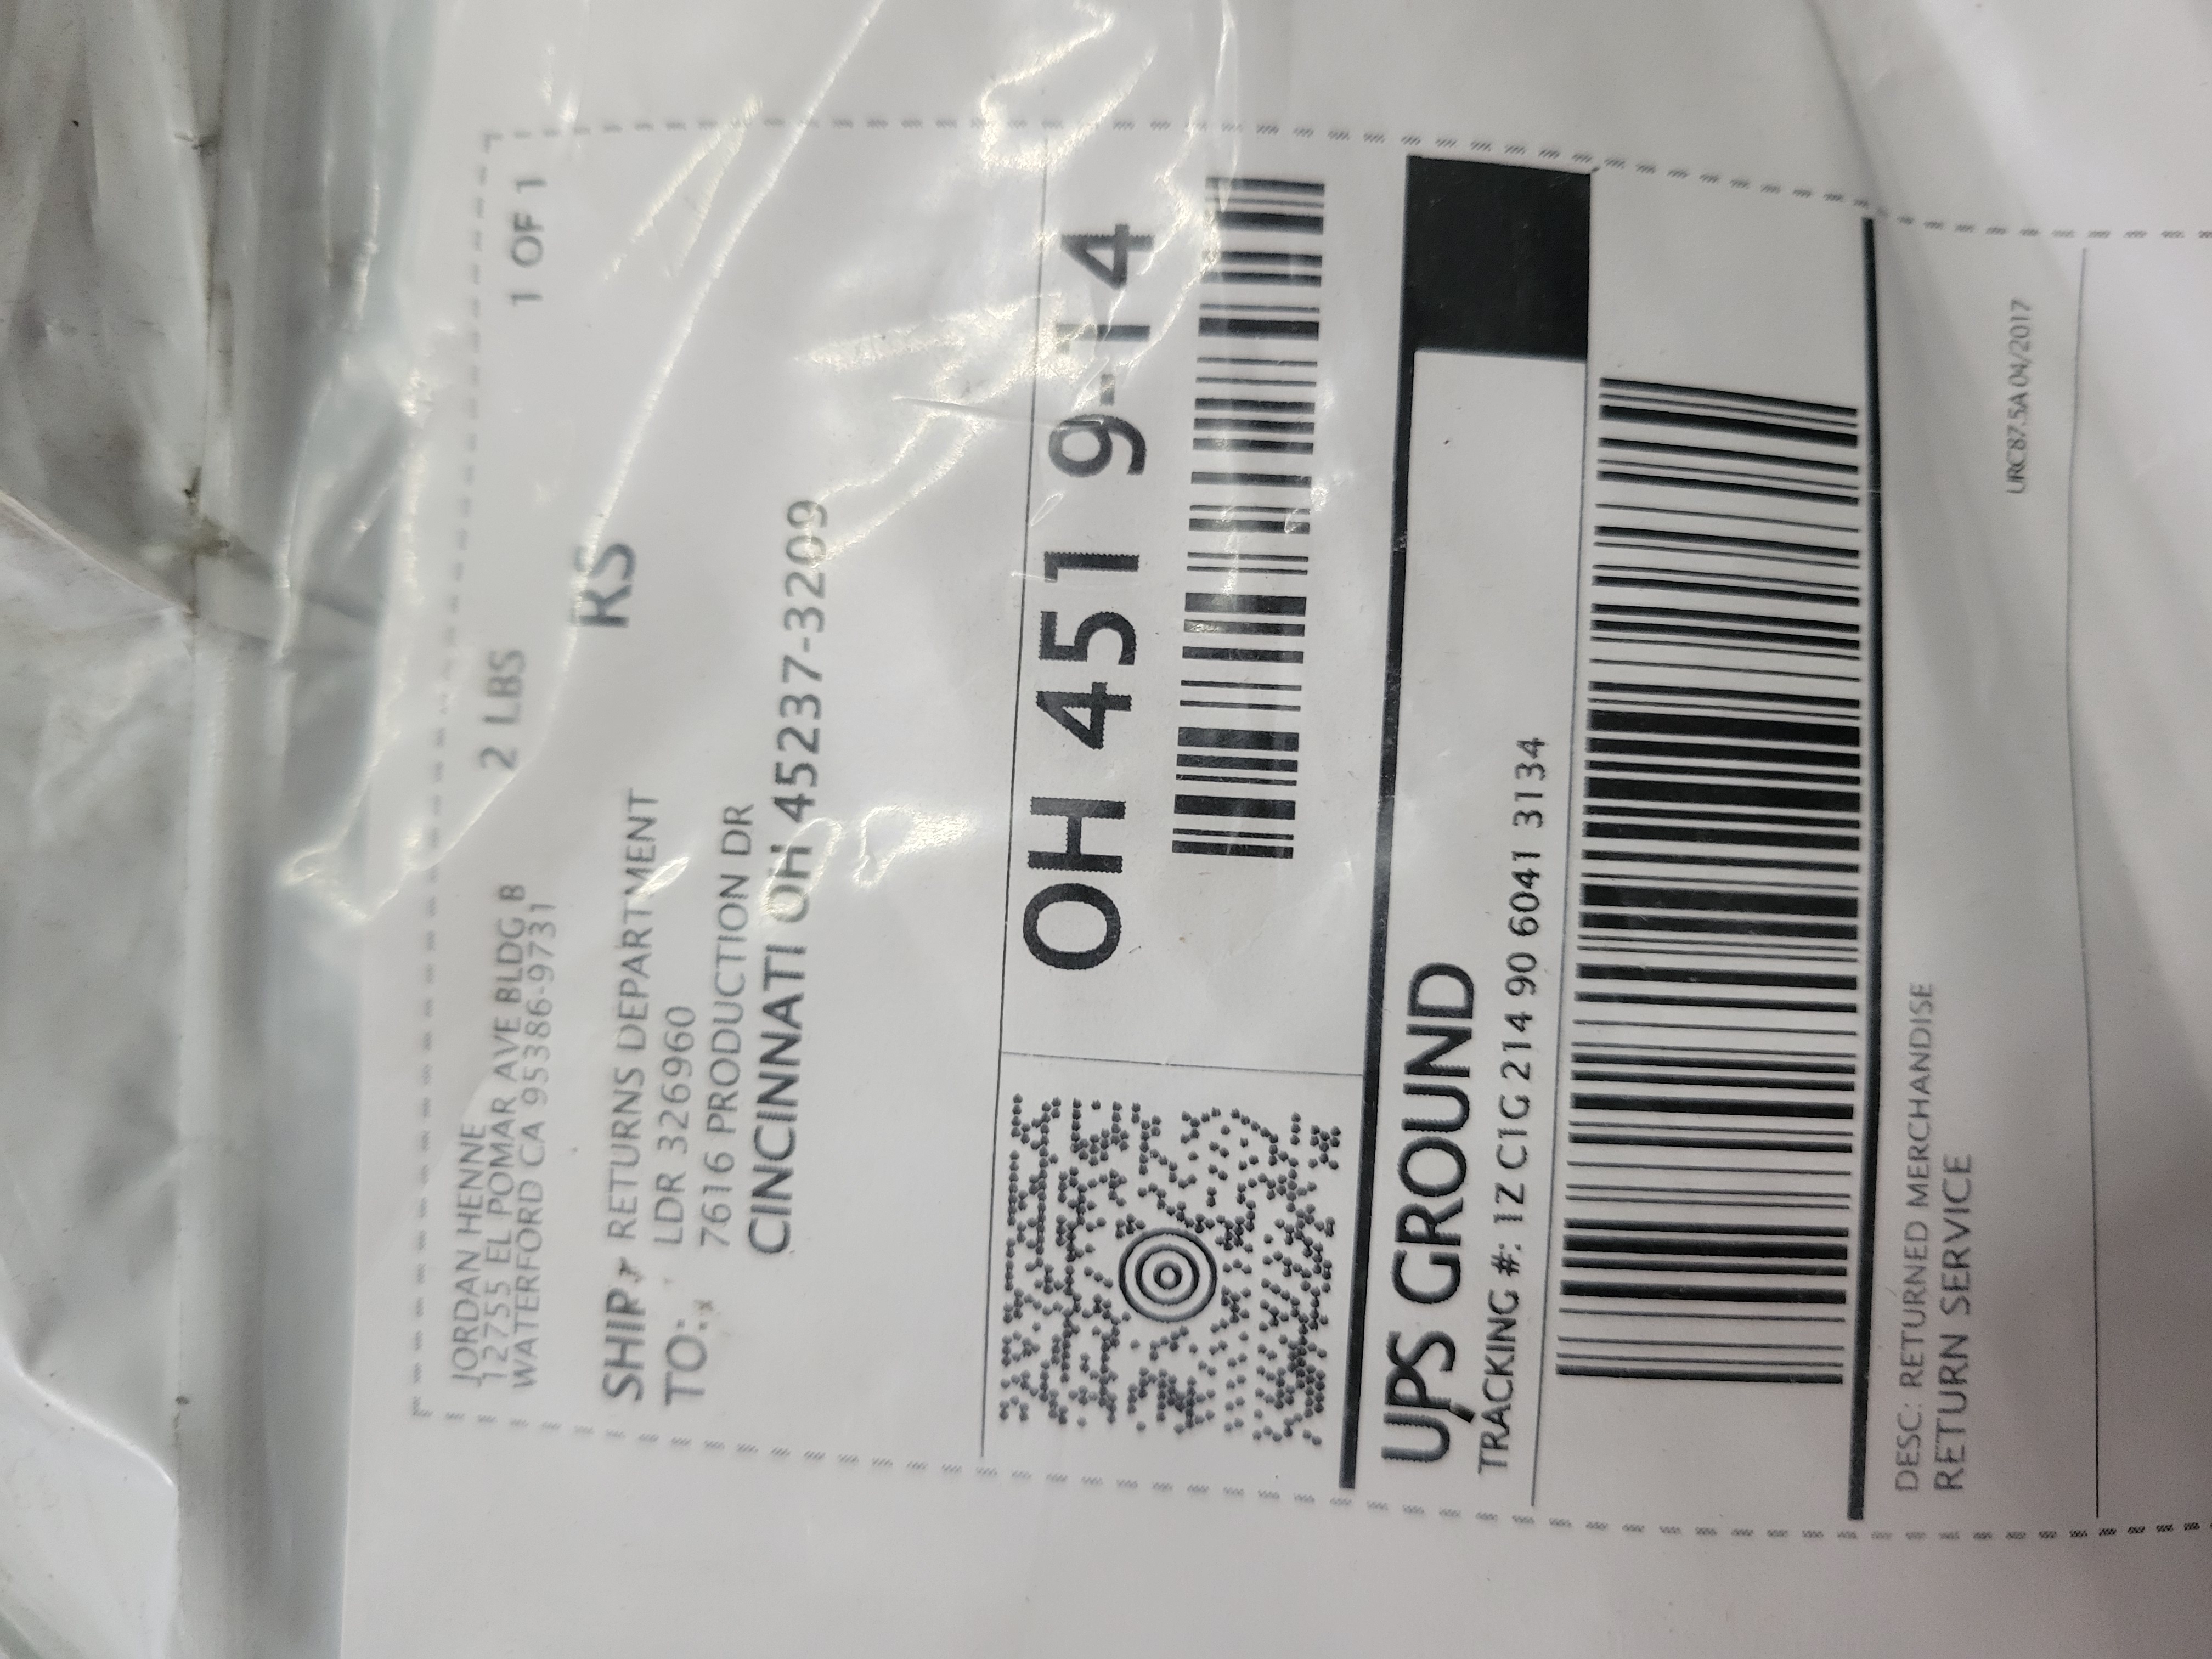 JORDAN HENNE
12755 EL POMAR AVE BLDG B
WATERFORD CA 95386-9731
2 LBS
1 OF 1
RS
SHIP
TO:
RETURNS DEPARTMENT
LDR 326960
7616 PRODUCTION DR
CINCINNATI OH 45237-3209
OH 451 9-14
UPS GROUND
TRACKING #: 1Z C1G 214 90 6041 3134
DESC: RETURNED MERCHANDISE
RETURN SERVICE
URC87.5A 04/2017